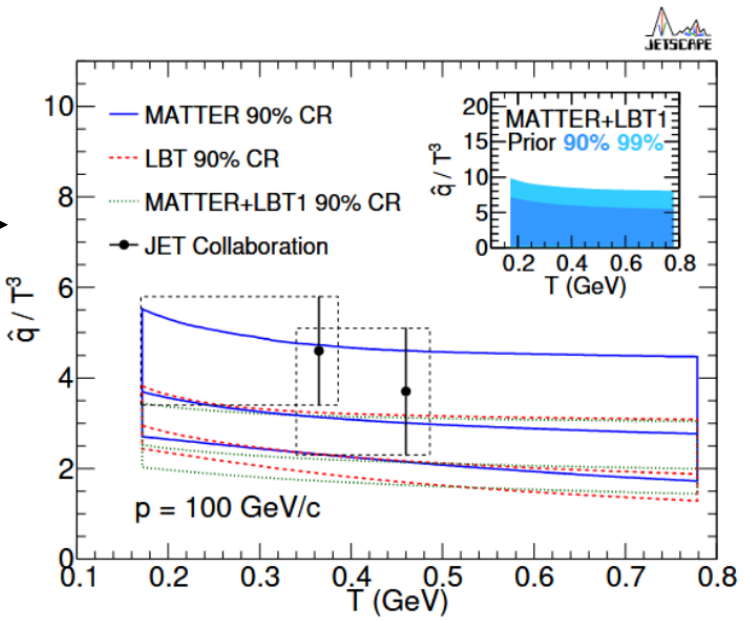 JETSCAPE
10
8
6
4
2
0
q̂ / T³
MATTER 90% CR
LBT 90% CR
MATTER+LBT1 90% CR
JET Collaboration
p = 100 GeV/c
0.1 0.2 0.3 0.4 0.5 0.6 0.7 0.8
T (GeV)
20
15
10
5
0
q̂ / T³
MATTER+LBT1
Prior 90% 99%
0.2 0.4 0.6 0.8
T (GeV)